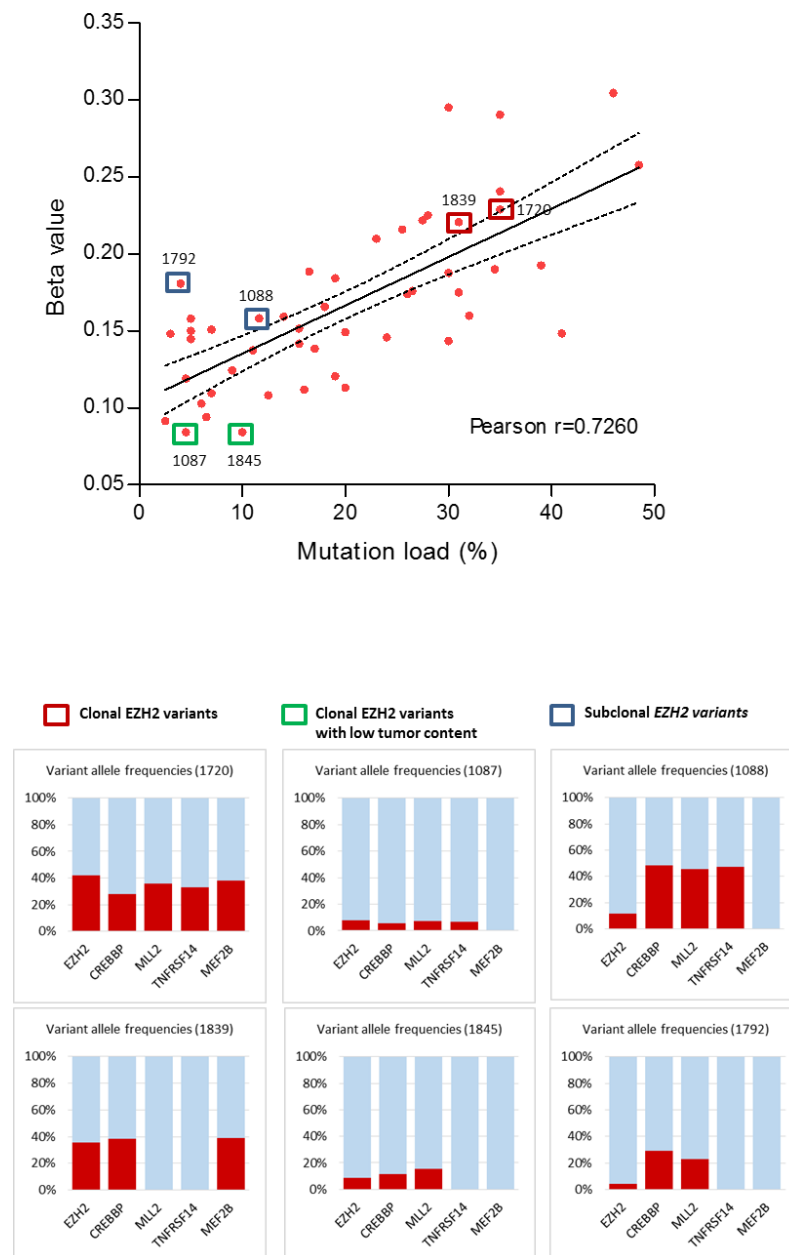 0.35
0.30
0.25
0.20
0.15
0.10
0.05
Beta value
1839
1720
1792
1088
1087
1845
Pearson r=0.7260
0 10 20 30 40 50
Mutation load (%)
Clonal EZH2 variants
Clonal EZH2 variants
with low tumor content
Subclonal EZH2 variants
Variant allele frequencies (1720)
100%
80%
60%
40%
20%
0%
EZH2 CREBBP MLL2 TNFRSF14 MEF2B
Variant allele frequencies (1087)
100%
80%
60%
40%
20%
0%
EZH2 CREBBP MLL2 TNFRSF14 MEF2B
Variant allele frequencies (1088)
100%
80%
60%
40%
20%
0%
EZH2 CREBBP MLL2 TNFRSF14 MEF2B
Variant allele frequencies (1839)
100%
80%
60%
40%
20%
0%
EZH2 CREBBP MLL2 TNFRSF14 MEF2B
Variant allele frequencies (1845)
100%
80%
60%
40%
20%
0%
EZH2 CREBBP MLL2 TNFRSF14 MEF2B
Variant allele frequencies (1792)
100%
80%
60%
40%
20%
0%
EZH2 CREBBP MLL2 TNFRSF14 MEF2B